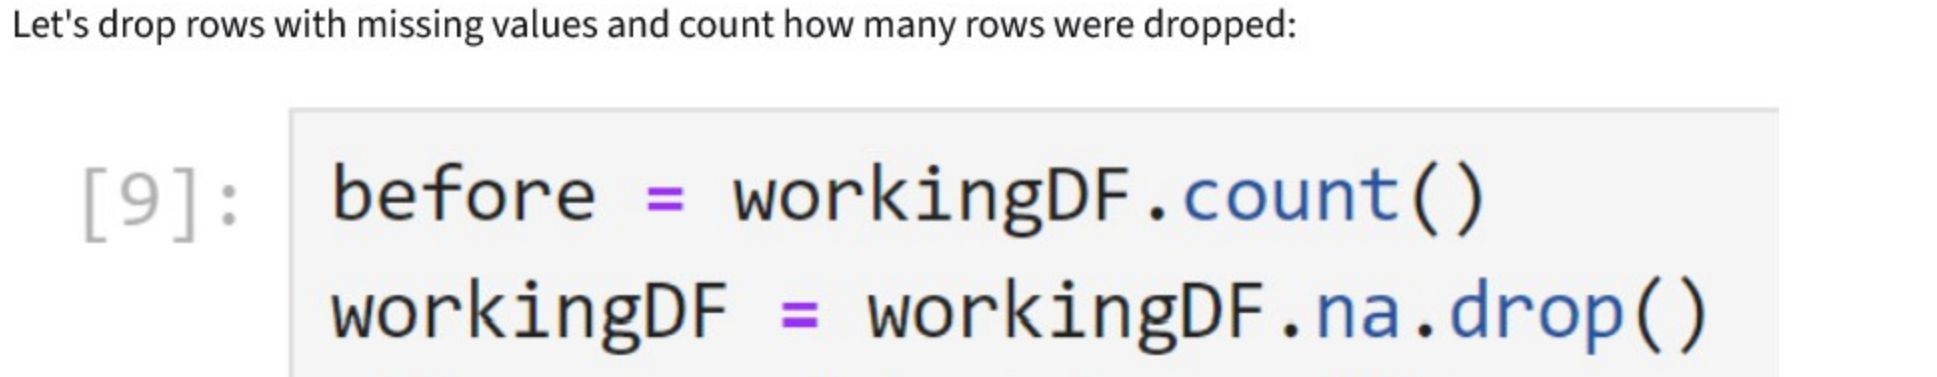 Let's drop rows with missing values and count how many rows were dropped:
[9]: before = workingDF.count()
workingDF = workingDF.na.drop()